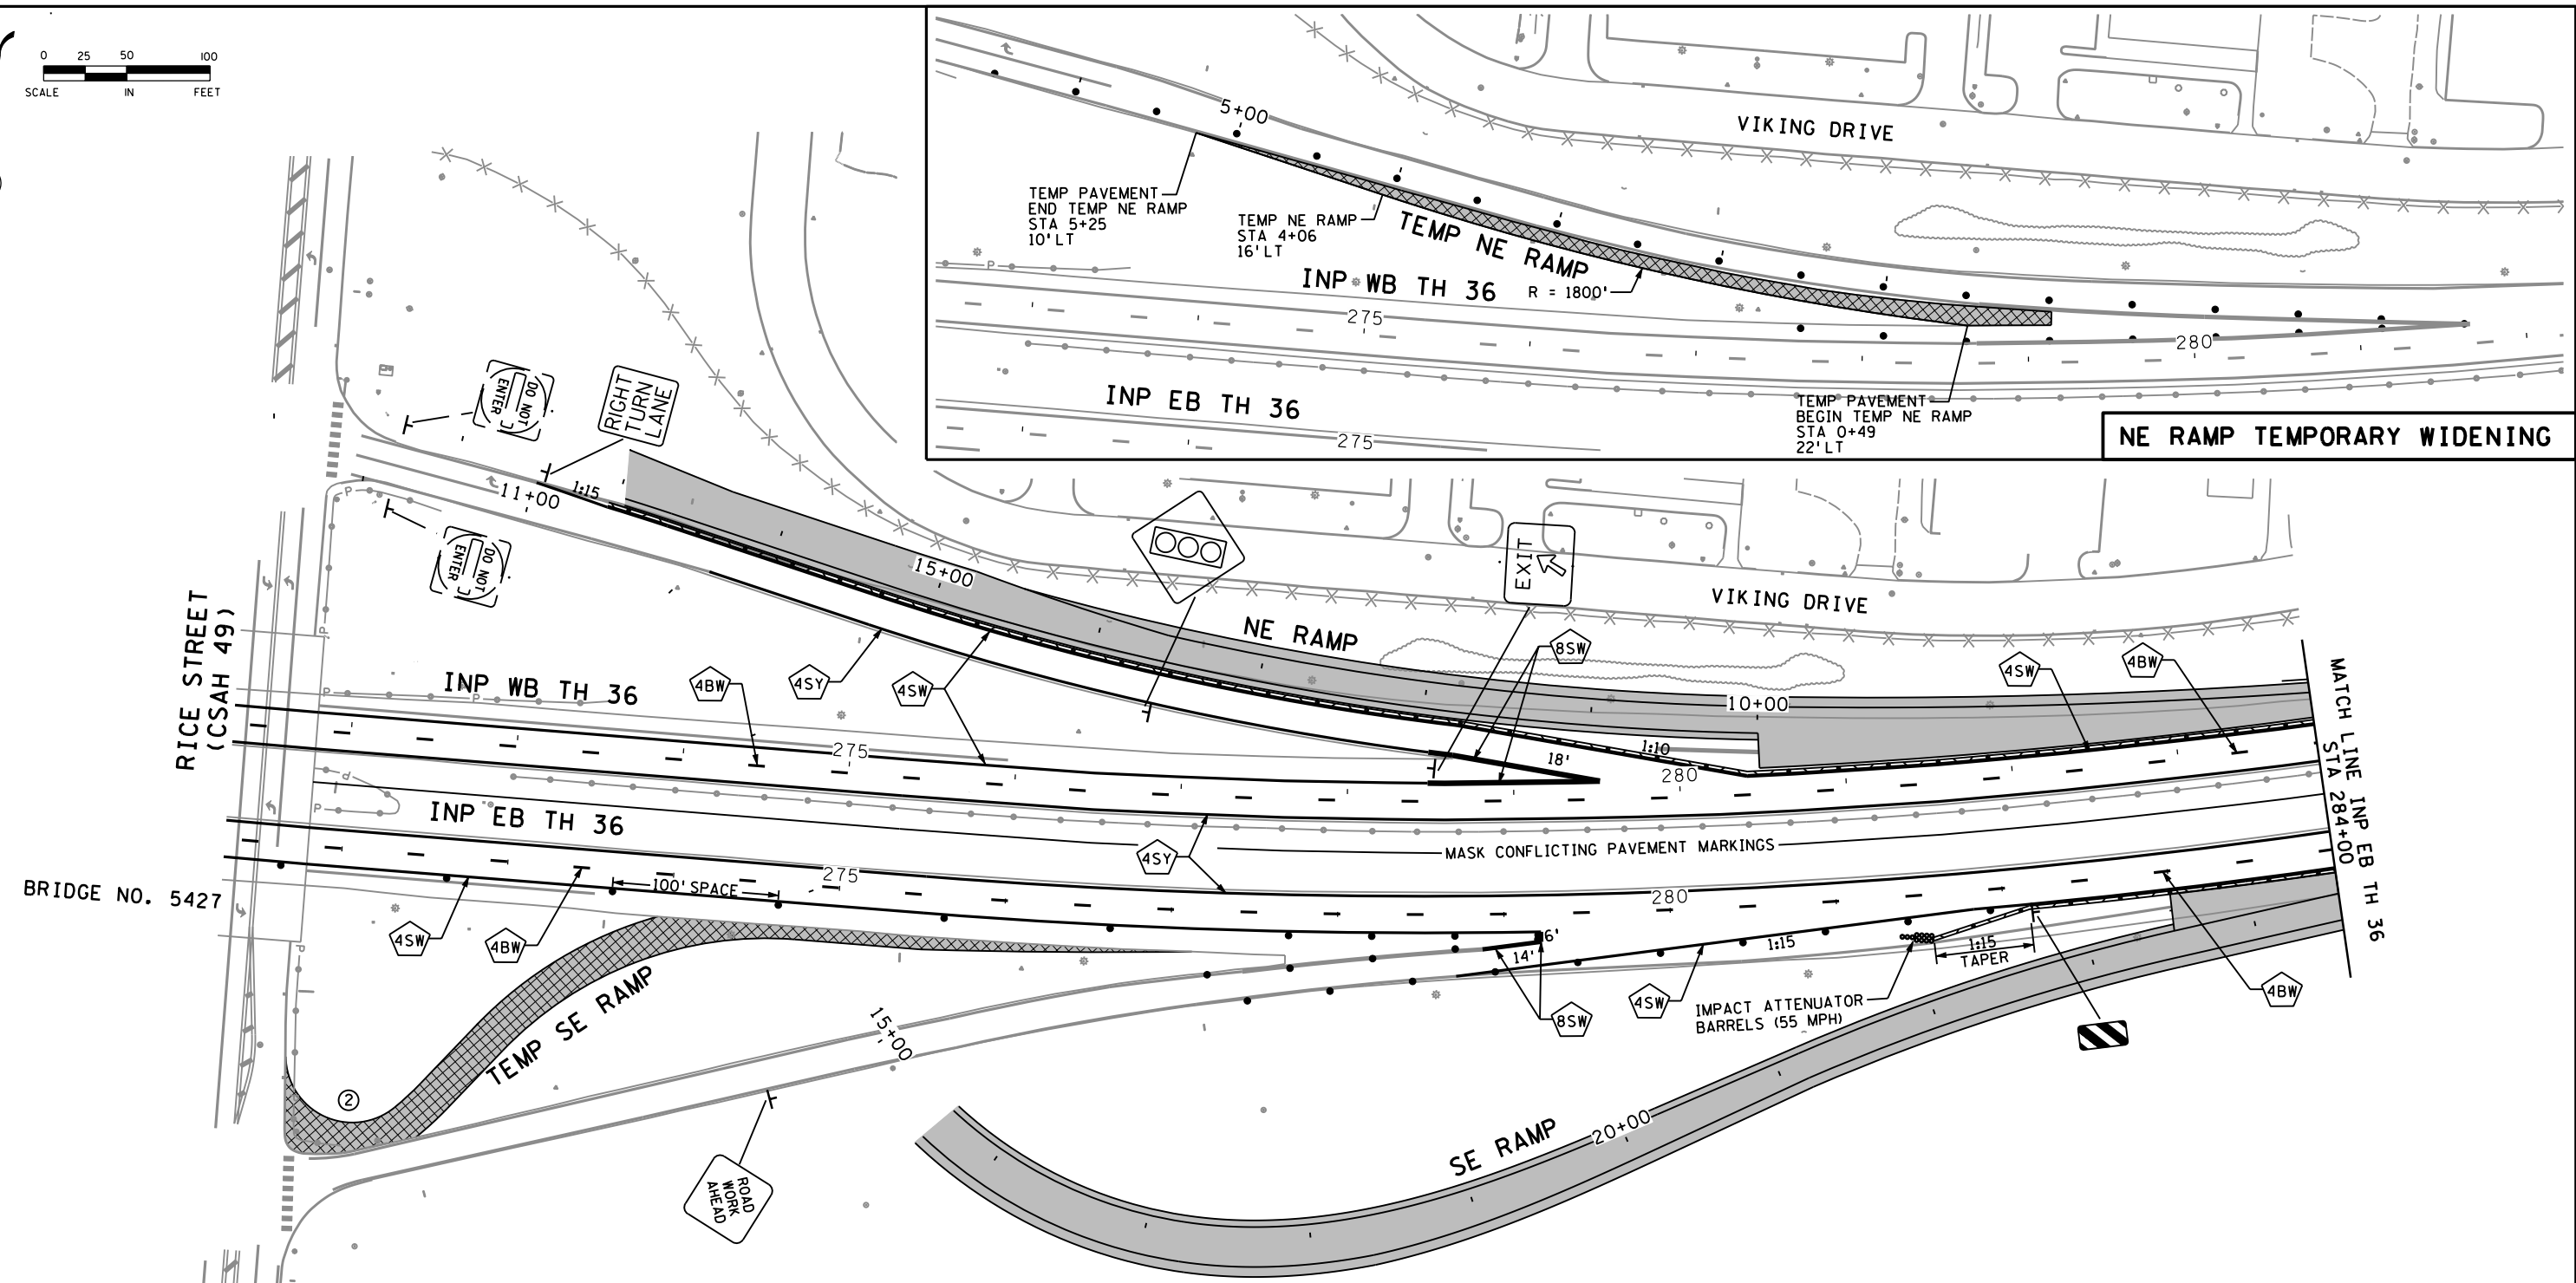 0 25 50 100
SCALE IN FEET
5+00
VIKING DRIVE
TEMP PAVEMENT
END TEMP NE RAMP
STA 5+25
10' LT
TEMP NE RAMP
STA 4+06
16' LT
TEMP NE RAMP
R = 1800'
INP WB TH 36
P
275
280
INP EB TH 36
275
TEMP PAVEMENT
BEGIN TEMP NE RAMP
STA 0+49
22' LT
NE RAMP TEMPORARY WIDENING
DO NOT
ENTER
RIGHT
TURN
LANE
11+00
1:15
P
DO NOT
ENTER
15+00
EXIT
VIKING DRIVE
NE RAMP
8SW
4SW
4BW
10+00
RICE STREET
(CSAH 49)
P
INP WB TH 36
P
P
4BW
4SY
4SW
275
18'
1:10
280
MATCH LINE INP EB TH 36
STA 284+00
P
P
INP EB TH 36
4SY
MASK CONFLICTING PAVEMENT MARKINGS
BRIDGE NO. 5427
100' SPACE
275
280
4SW
4BW
6'
14'
1:15
1:15
TAPER
P
TEMP SE RAMP
15+00
8SW
4SW
IMPACT ATTENUATOR
BARRELS (55 MPH)
4BW
2
ROAD
WORK
AHEAD
SE RAMP
20+00